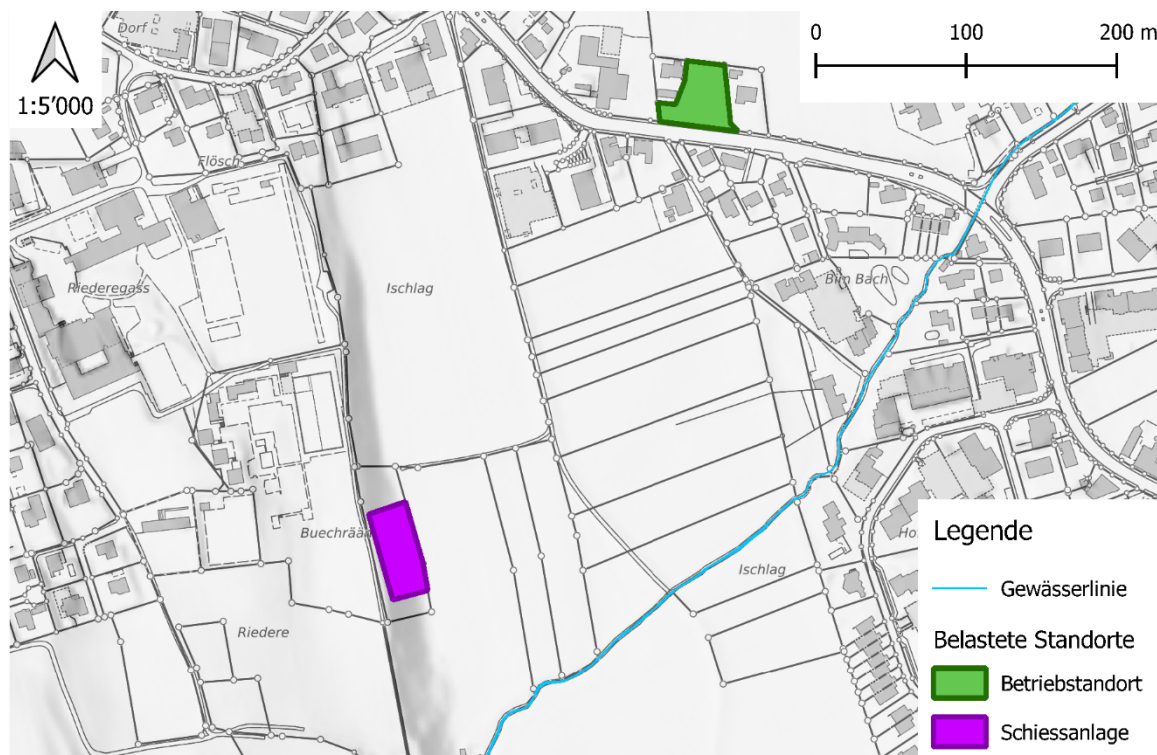 Dorf
0 100 200 m
1:5’000
Flösch
Riederegass
Ischlag
Bim Bach
Buechrään
Ischlag
Riedere
Legende
Gewässerlinie
Belastete Standorte
Betriebstandort
Schiessanlage